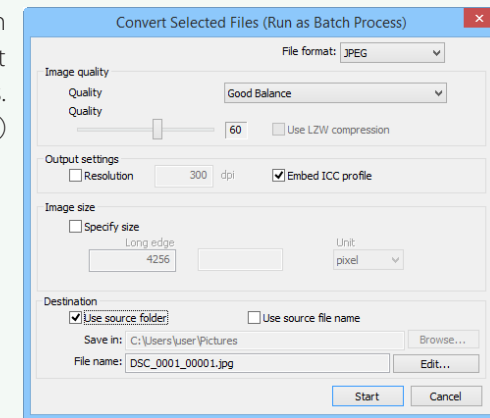 Convert Selected Files (Run as Batch Process)
File format: JPEG
Image quality
Quality Good Balance
Quality
60 Use LZW compression
Output settings
Resolution 300 dpi Embed ICC profile
Image size
Specify size
Long edge Unit
4256 pixel
Destination
Use source folder Use source file name
Save in: C:\Users\user\Pictures Browse...
File name: DSC_0001_00001.jpg Edit...
Start Cancel